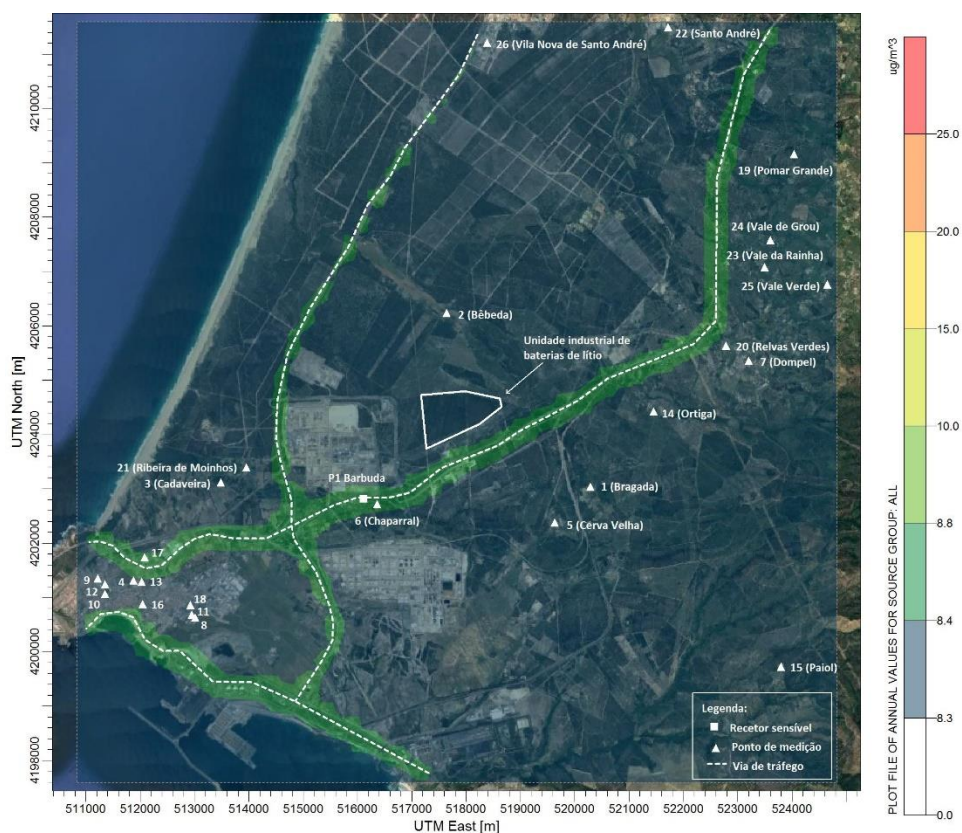 26 (Vila Nova de Santo André)
22 (Santo André)
19 (Pomar Grande)
24 (Vale de Grou)
23 (Vale da Rainha)
25 (Vale Verde)
2 (Bêbeda)
Unidade industrial de
baterias de lítio
20 (Relvas Verdes)
7 (Dompel)
14 (Ortiga)
21 (Ribeira de Moinhos)
3 (Cadaveira)
P1 Barbuda
6 (Chaparral)
1 (Bragada)
5 (Cerva Velha)
17
9
4
13
12
10
16
18
11
8
15 (Paiol)
Legenda:
Recetor sensível
Ponto de medição
Via de tráfego
UTM North [m]
4210000
4208000
4206000
4204000
4202000
4200000
4198000
511000 512000 513000 514000 515000 516000 517000 518000 519000 520000 521000 522000 523000 524000
UTM East [m]
ug/m^3
25.0
20.0
15.0
10.0
8.8
8.4
8.3
0.0
PLOT FILE OF ANNUAL VALUES FOR SOURCE GROUP: ALL